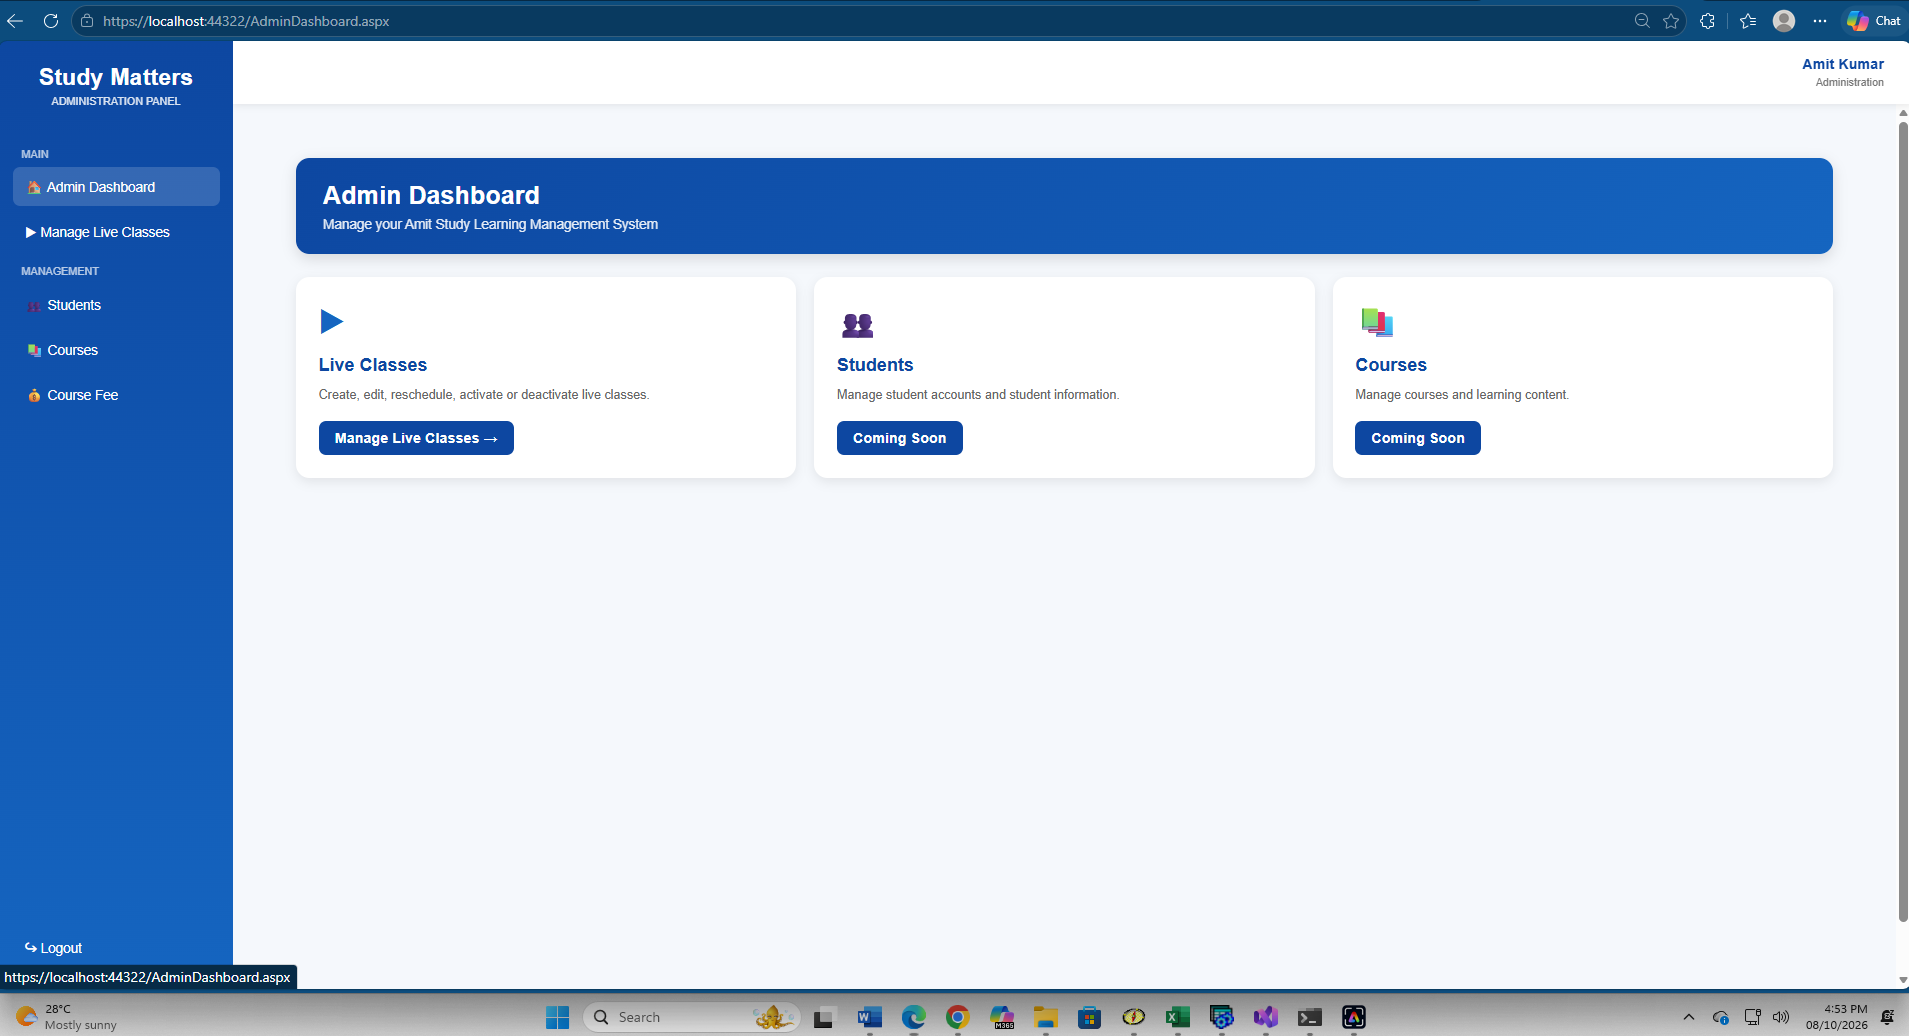 https://localhost:44322/AdminDashboard.aspx
Chat
Study Matters
ADMINISTRATION PANEL
Amit Kumar
Administration
MAIN
Admin Dashboard
Manage Live Classes
MANAGEMENT
Students
Courses
Course Fee
Logout
Admin Dashboard
Manage your Amit Study Learning Management System
Live Classes
Create, edit, reschedule, activate or deactivate live classes.
Manage Live Classes →
Students
Manage student accounts and student information.
Coming Soon
Courses
Manage courses and learning content.
Coming Soon
https://localhost:44322/AdminDashboard.aspx
28°C
Mostly sunny
Search
M365
4:53 PM
08/10/2026